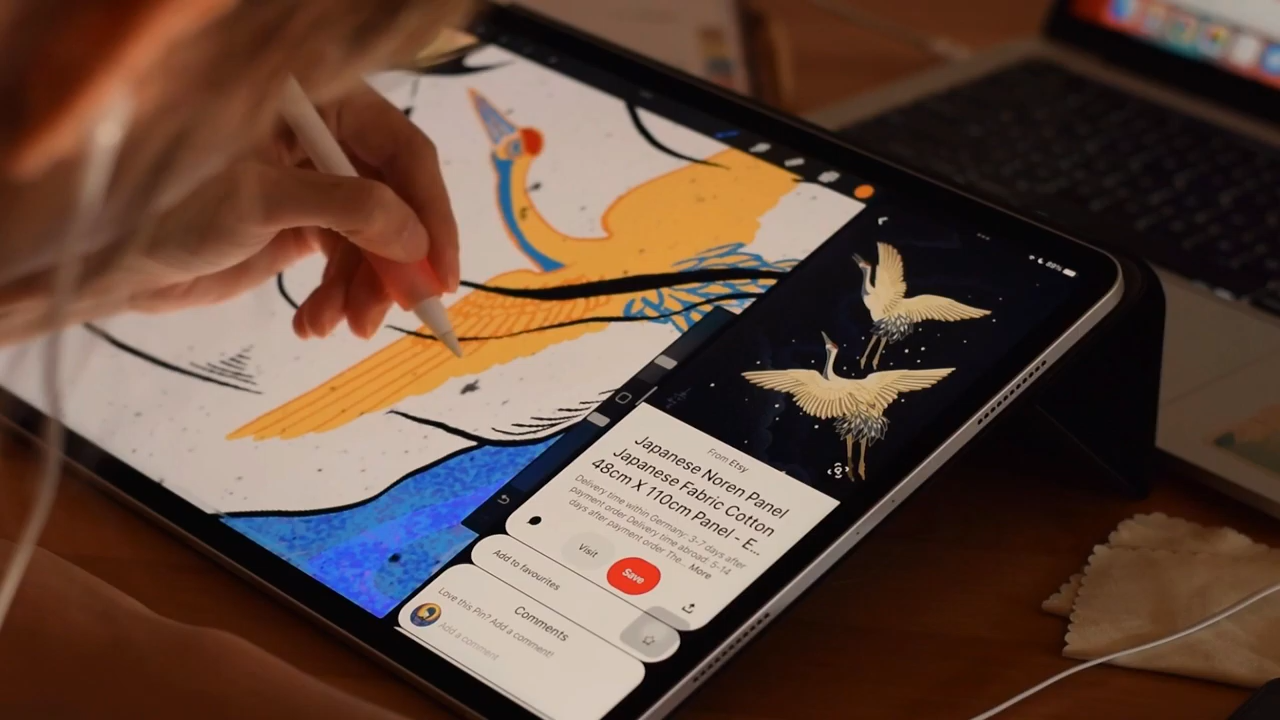 From Etsy
Japanese Noren Panel
Japanese Fabric Cotton
48cm X 110cm Panel - E...
Delivery time within Germany: 3-7 days after
payment order Delivery time abroad: 5-14
days after payment order The... More
Visit
Save
Add to favourites
Comments
Love this Pin? Add a comment!
Add a comment